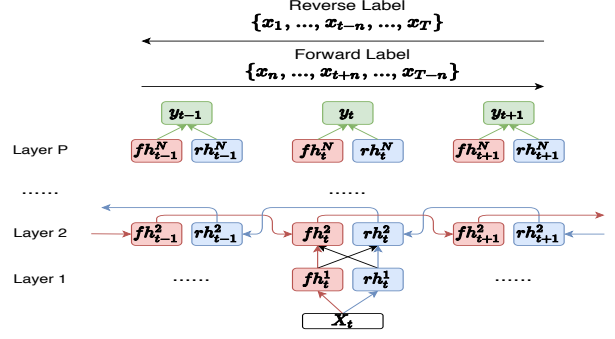 Reverse Label
{x_1, ..., x_{t-n}, ..., x_T}
Forward Label
{x_n, ..., x_{t+n}, ..., x_{T-n}}
y_{t-1} y_t y_{t+1}
Layer P fh^N_{t-1} rh^N_{t-1} fh^N_t rh^N_t fh^N_{t+1} rh^N_{t+1}
...... ......
Layer 2 fh^2_{t-1} rh^2_{t-1} fh^2_t rh^2_t fh^2_{t+1} rh^2_{t+1}
Layer 1 ...... fh^1_t rh^1_t ......
X_t